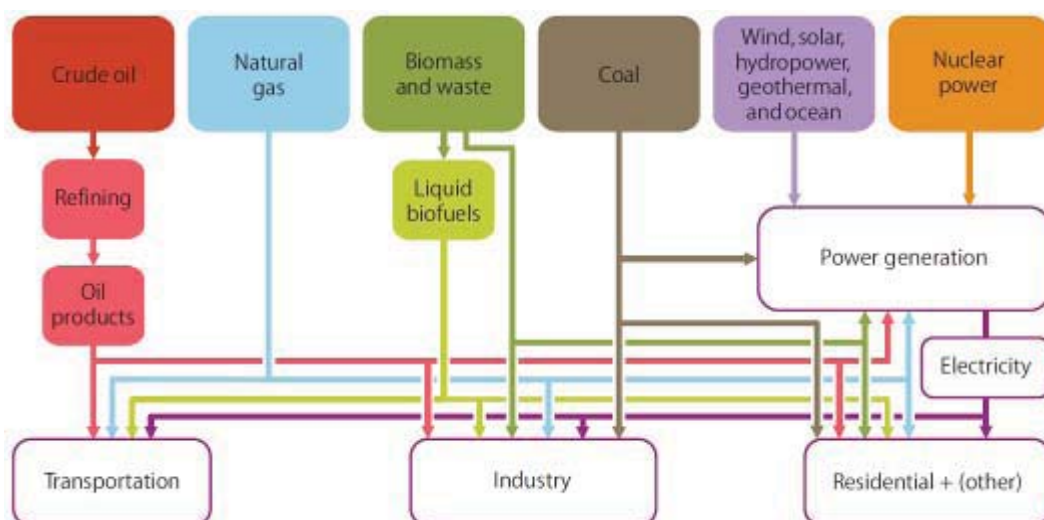 Crude oil
Natural
gas
Biomass
and waste
Coal
Wind, solar,
hydropower,
geothermal,
and ocean
Nuclear
power
Refining
Liquid
biofuels
Power generation
Oil
products
Electricity
Transportation
Industry
Residential + (other)